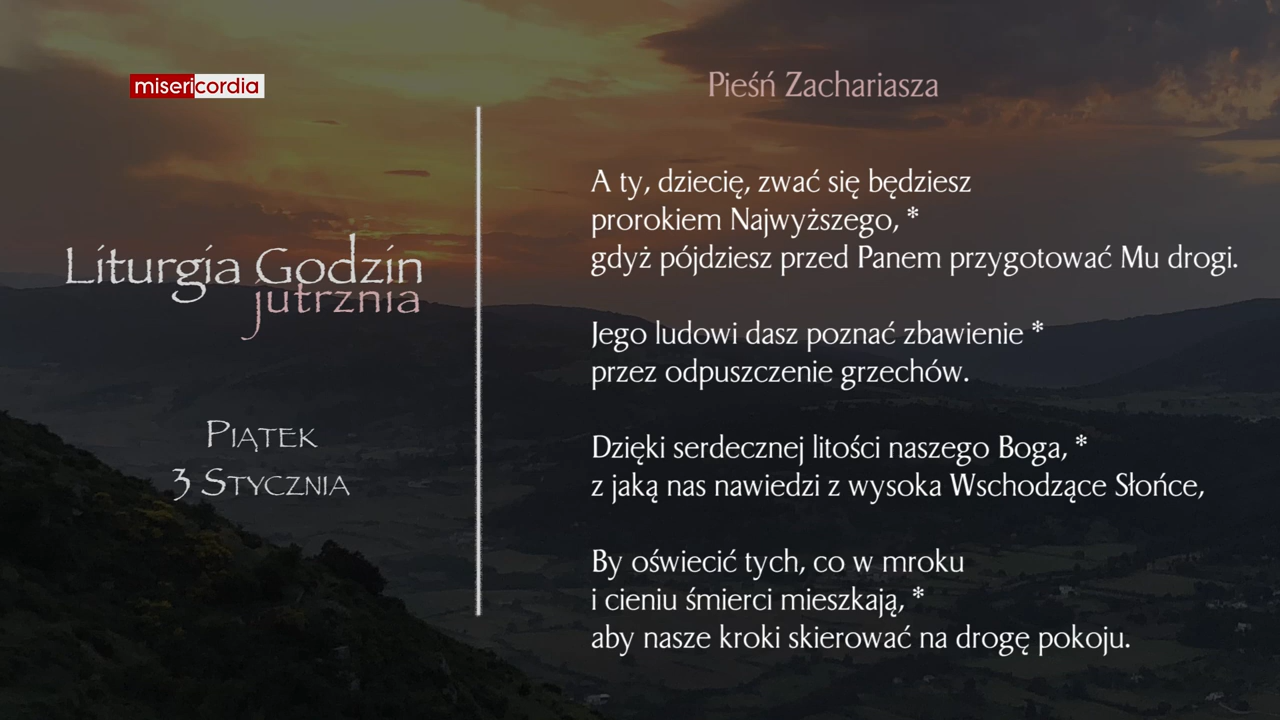 misericordia
Liturgia Godzin
jutrznia
Piątek
3 Stycznia
Pieśń Zachariasza
A ty, dziecię, zwać się będziesz
prorokiem Najwyższego, *
gdyż pójdziesz przed Panem przygotować Mu drogi.
Jego ludowi dasz poznać zbawienie *
przez odpuszczenie grzechów.
Dzięki serdecznej litości naszego Boga, *
z jaką nas nawiedzi z wysoka Wschodzące Słońce,
By oświecić tych, co w mroku
i cieniu śmierci mieszkają, *
aby nasze kroki skierować na drogę pokoju.